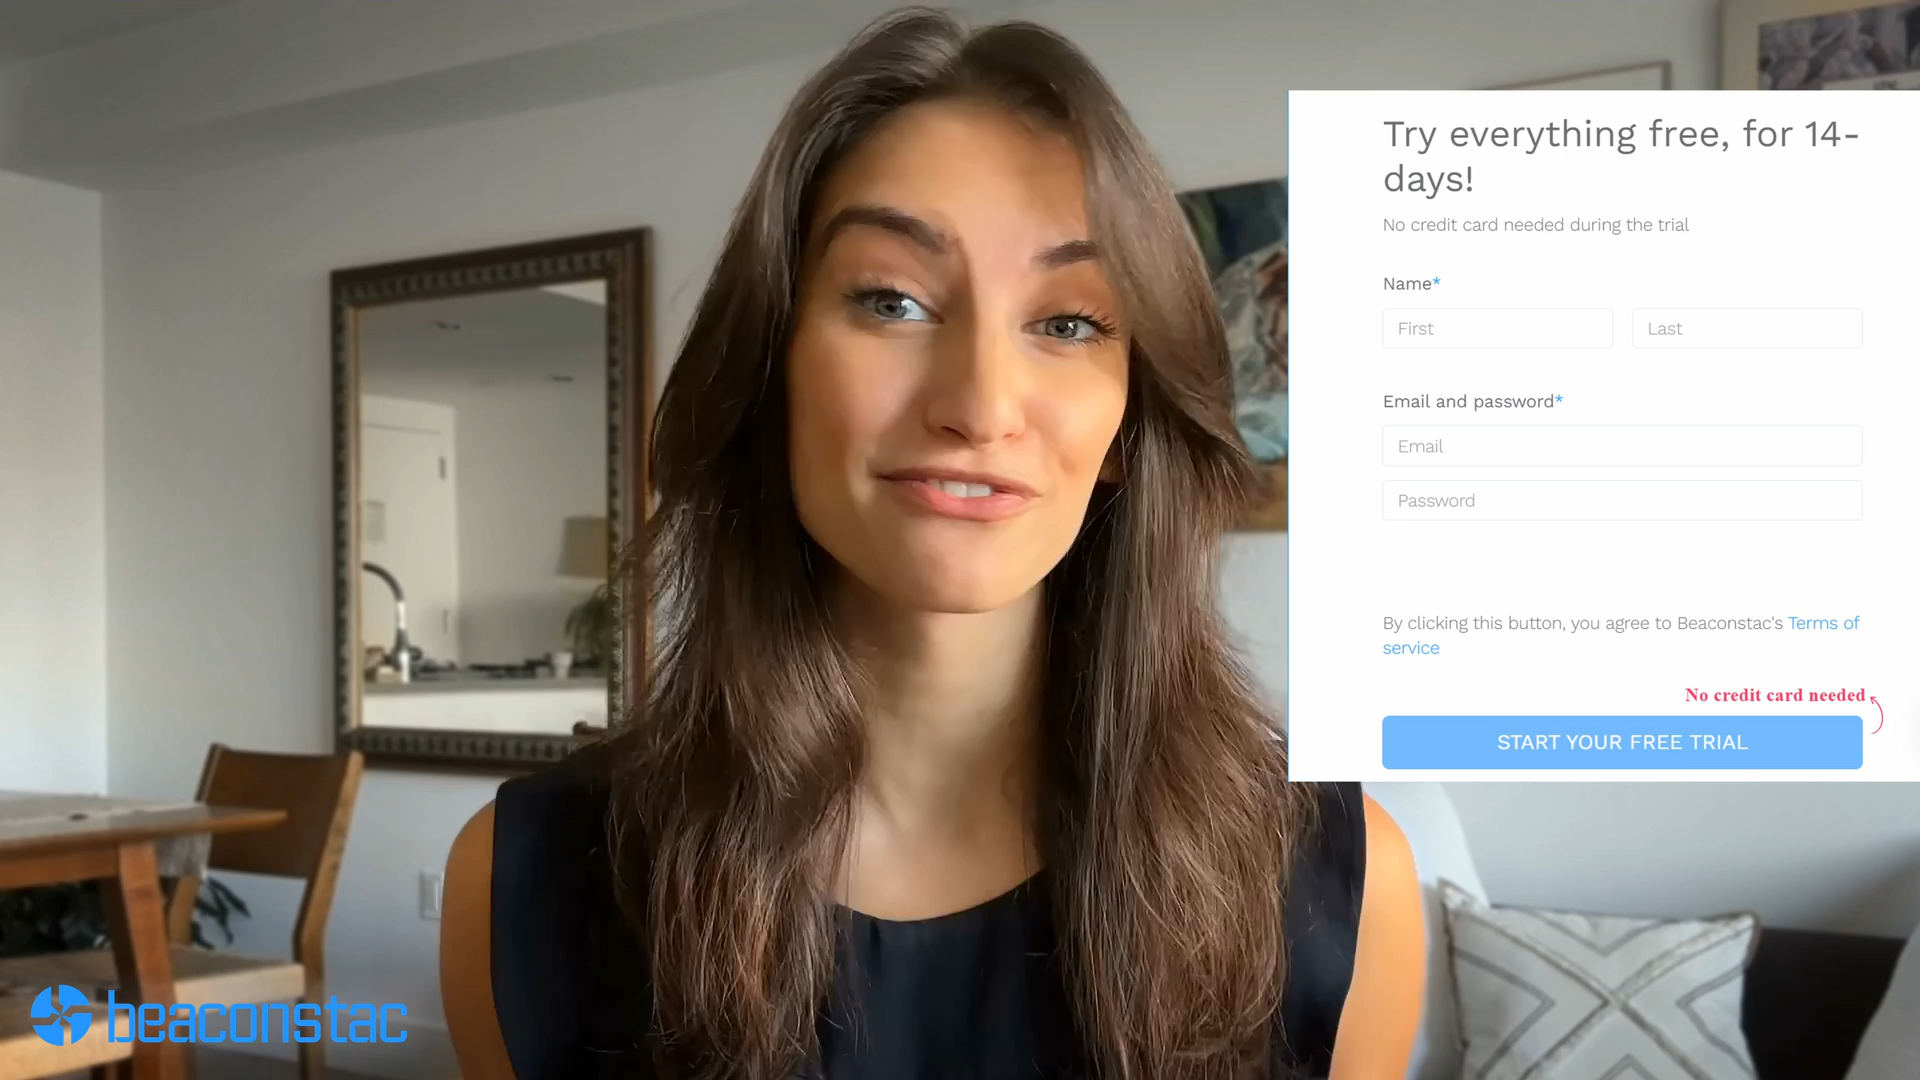 Try everything free, for 14-
days!
No credit card needed during the trial
Name*
First
Last
Email and password*
Email
Password
By clicking this button, you agree to Beaconstac's Terms of
service
No credit card needed
START YOUR FREE TRIAL
beaconstac